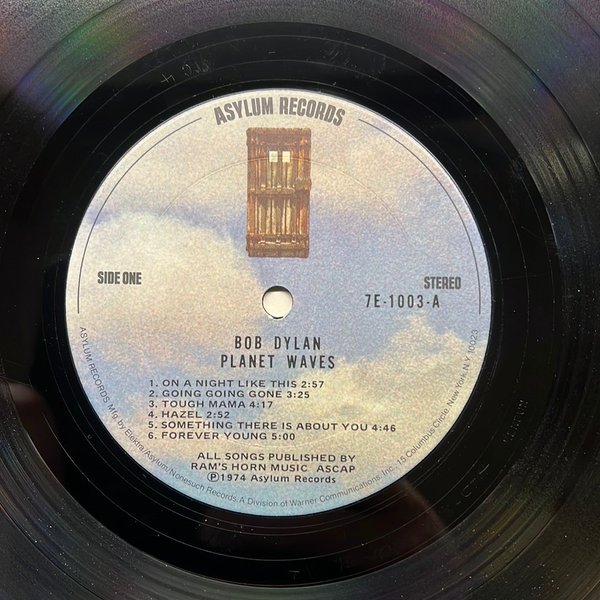 ASYLUM RECORDS
SIDE ONE
STEREO
7E-1003-A
BOB DYLAN
PLANET WAVES
1. ON A NIGHT LIKE THIS 2:57
2. GOING GOING GONE 3:25
3. TOUGH MAMA 4:17
4. HAZEL 2:52
5. SOMETHING THERE IS ABOUT YOU 4:46
6. FOREVER YOUNG 5:00
ALL SONGS PUBLISHED BY
RAM'S HORN MUSIC ASCAP
Ⓟ1974 Asylum Records
ASYLUM RECORDS Mfg by Elektra/Asylum/Nonesuch Records A Division of Warner Communications, Inc. 15 Columbus Circle, New York, N.Y. 10023